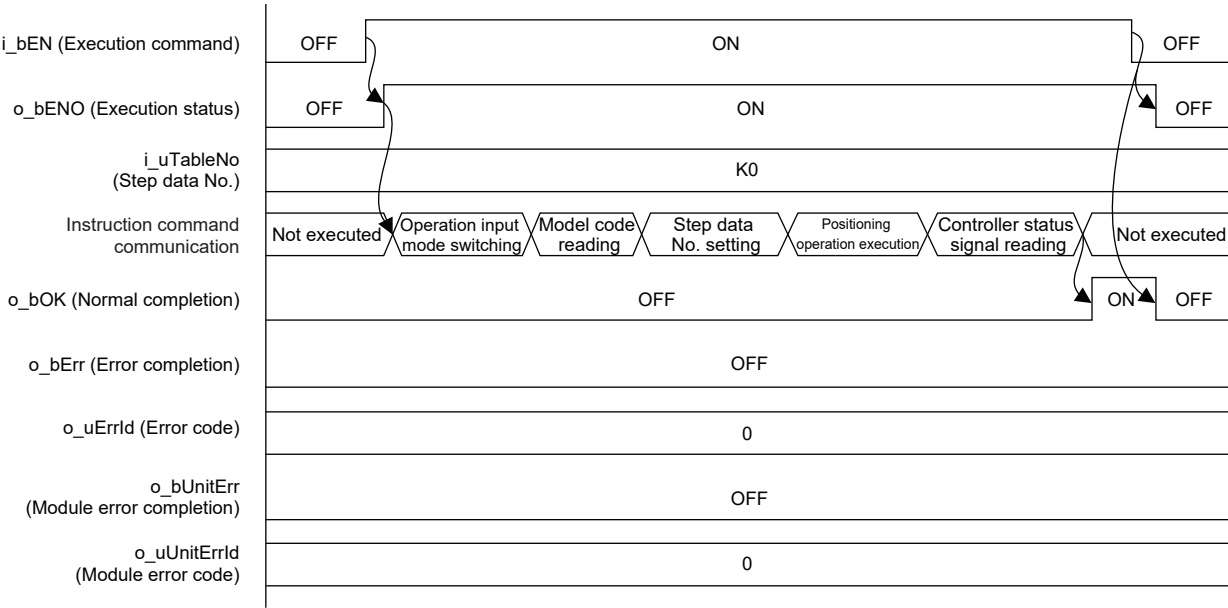 i_bEN (Execution command)
OFF
ON
OFF
o_bENO (Execution status)
OFF
ON
OFF
i_uTableNo
(Step data No.)
K0
Instruction command
communication
Not executed
Operation input
mode switching
Model code
reading
Step data
No. setting
Positioning
operation execution
Controller status
signal reading
Not executed
o_bOK (Normal completion)
OFF
ON
OFF
o_bErr (Error completion)
OFF
o_uErrId (Error code)
0
o_bUnitErr
(Module error completion)
OFF
o_uUnitErrId
(Module error code)
0